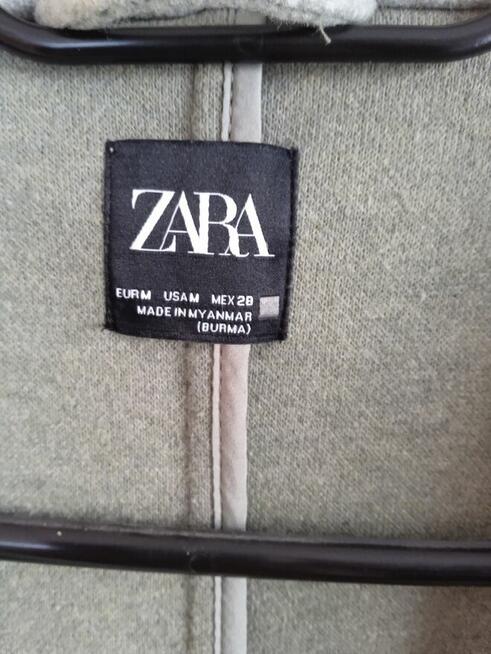 ZARA
EUR M USA M MEX 28
MADE IN MYANMAR
(BURMA)